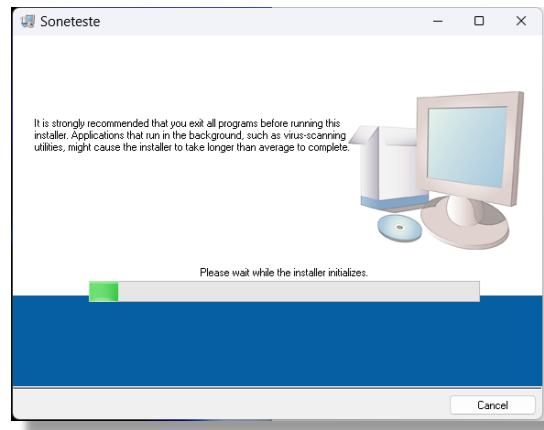 Soneteste
It is strongly recommended that you exit all programs before running this
installer. Applications that run in the background, such as virus-scanning
utilities, might cause the installer to take longer than average to complete.
Please wait while the installer initializes.
Cancel